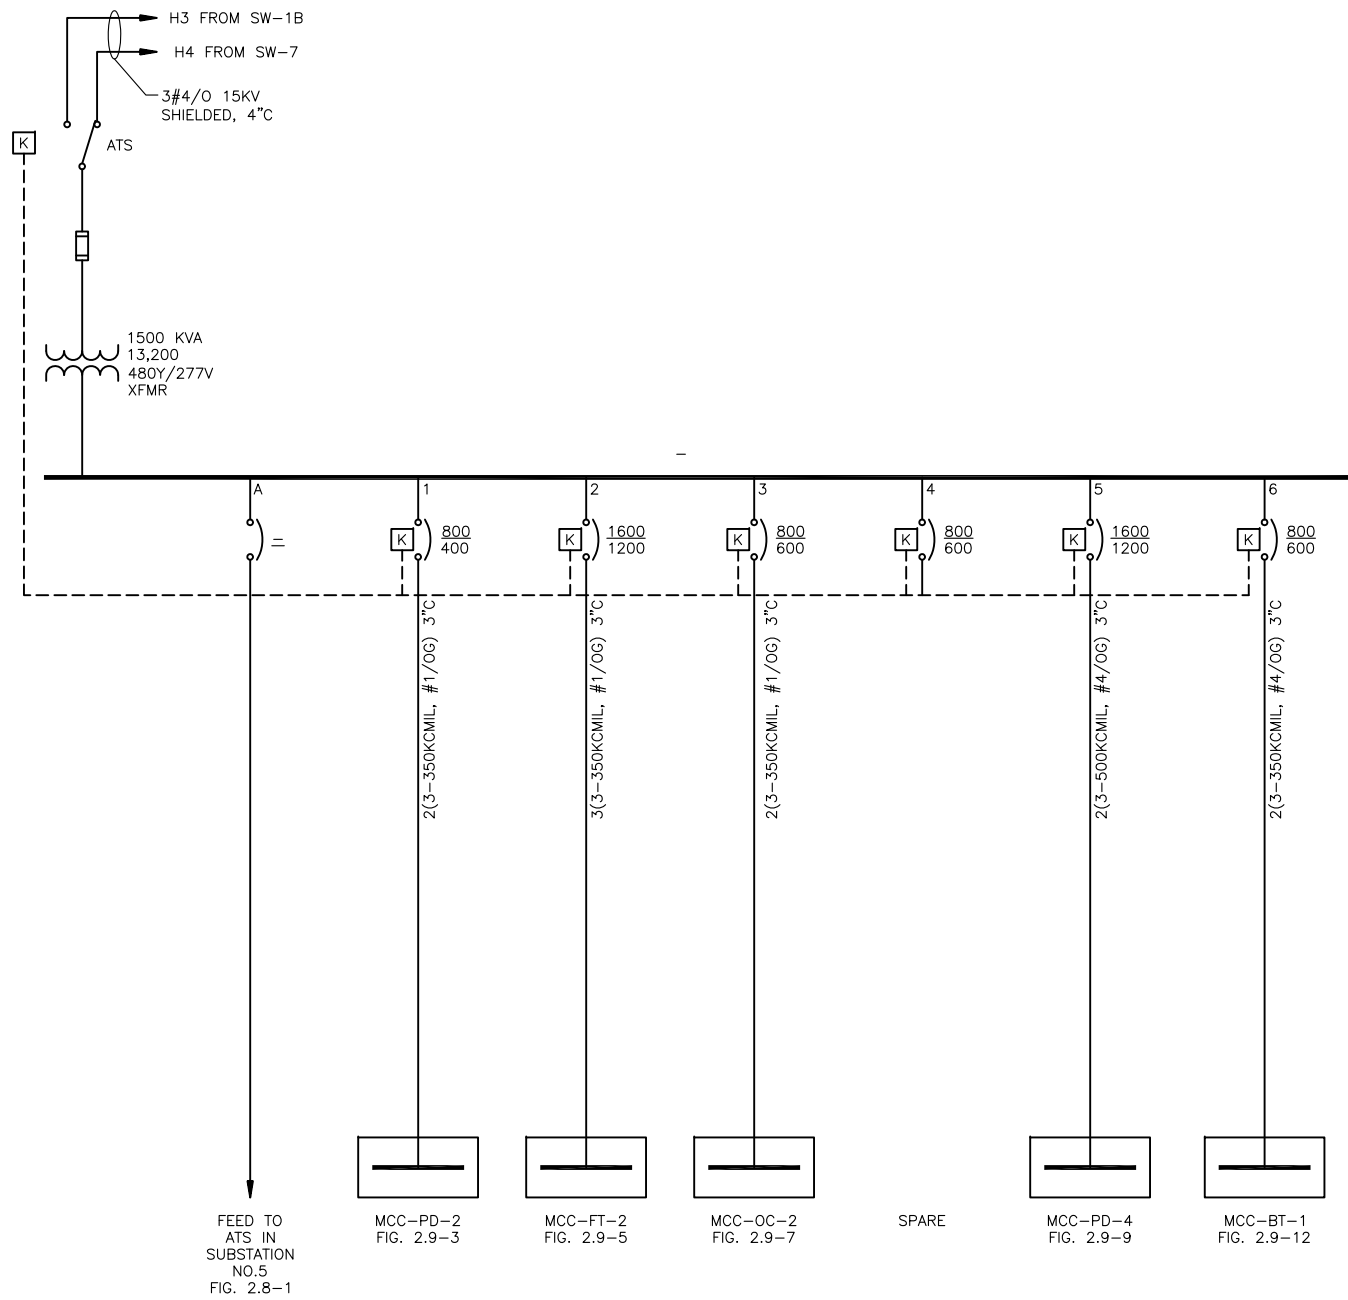 H3 FROM SW-1B
H4 FROM SW-7
3#4/0 15KV
SHIELDED, 4"C
K
ATS
1500 KVA
13,200
480Y/277V
XFMR
–
A
1
2
3
4
5
6
–
K
800
400
K
1600
1200
K
800
600
K
800
600
K
1600
1200
K
800
600
2(3-350KCMIL, #1/0G) 3"C
3(3-350KCMIL, #1/0G) 3"C
2(3-350KCMIL, #1/0G) 3"C
2(3-500KCMIL, #4/0G) 3"C
2(3-350KCMIL, #4/0G) 3"C
FEED TO
ATS IN
SUBSTATION
NO.5
FIG. 2.8-1
MCC-PD-2
FIG. 2.9-3
MCC-FT-2
FIG. 2.9-5
MCC-OC-2
FIG. 2.9-7
SPARE
MCC-PD-4
FIG. 2.9-9
MCC-BT-1
FIG. 2.9-12